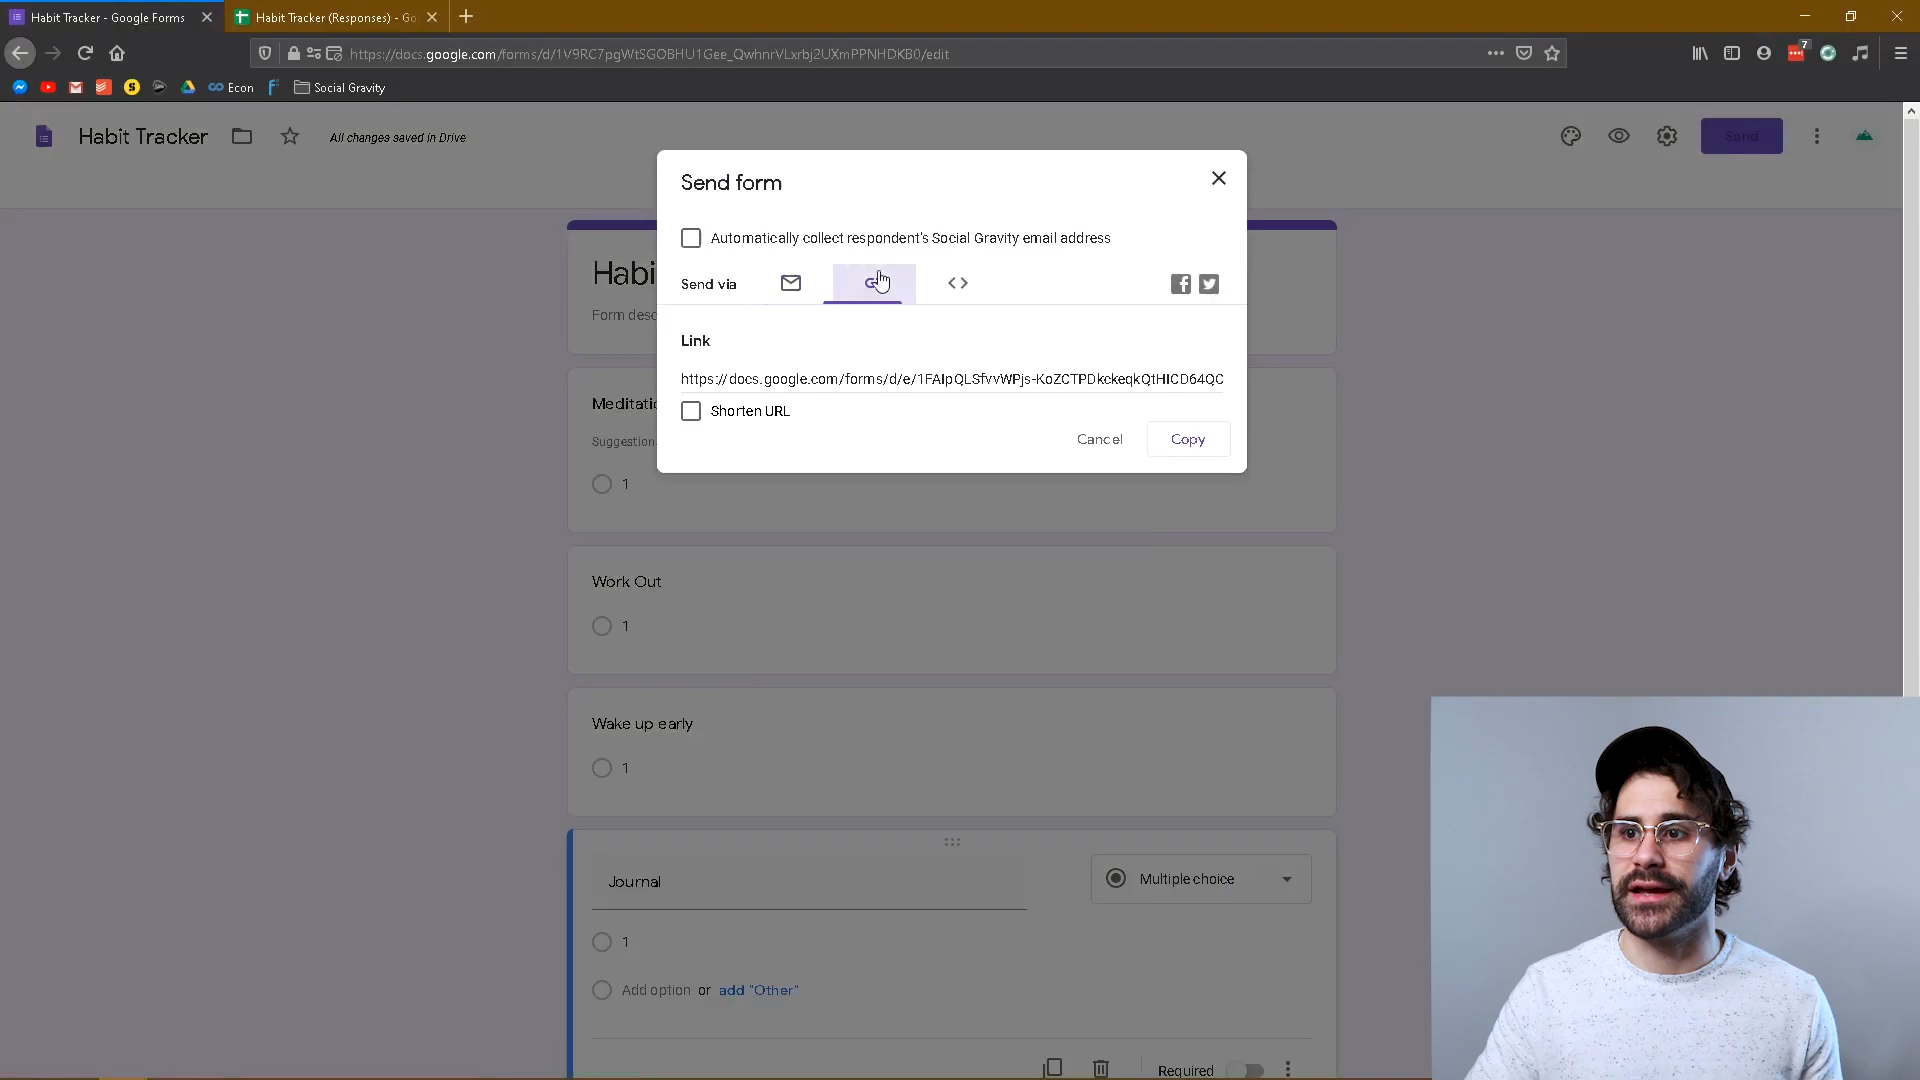 Habit Tracker - Google Forms
Habit Tracker (Responses) - Go
https://docs.google.com/forms/d/1V9RC7pgWtSGOBHU1Gee_QwhnrVLxrbj2UXmPPNHDKB0/edit
7
Econ
Social Gravity
Habit Tracker
All changes saved in Drive
Send
Send form
Automatically collect respondent's Social Gravity email address
Send via
Habi
Form desc
Link
https://docs.google.com/forms/d/e/1FAIpQLSfvvWPjs-KoZCTPDkckeqkQtHICD64QC
Shorten URL
Cancel
Copy
Meditatio
Suggestion
1
Work Out
1
Wake up early
1
Journal
Multiple choice
1
Add option or add "Other"
Required